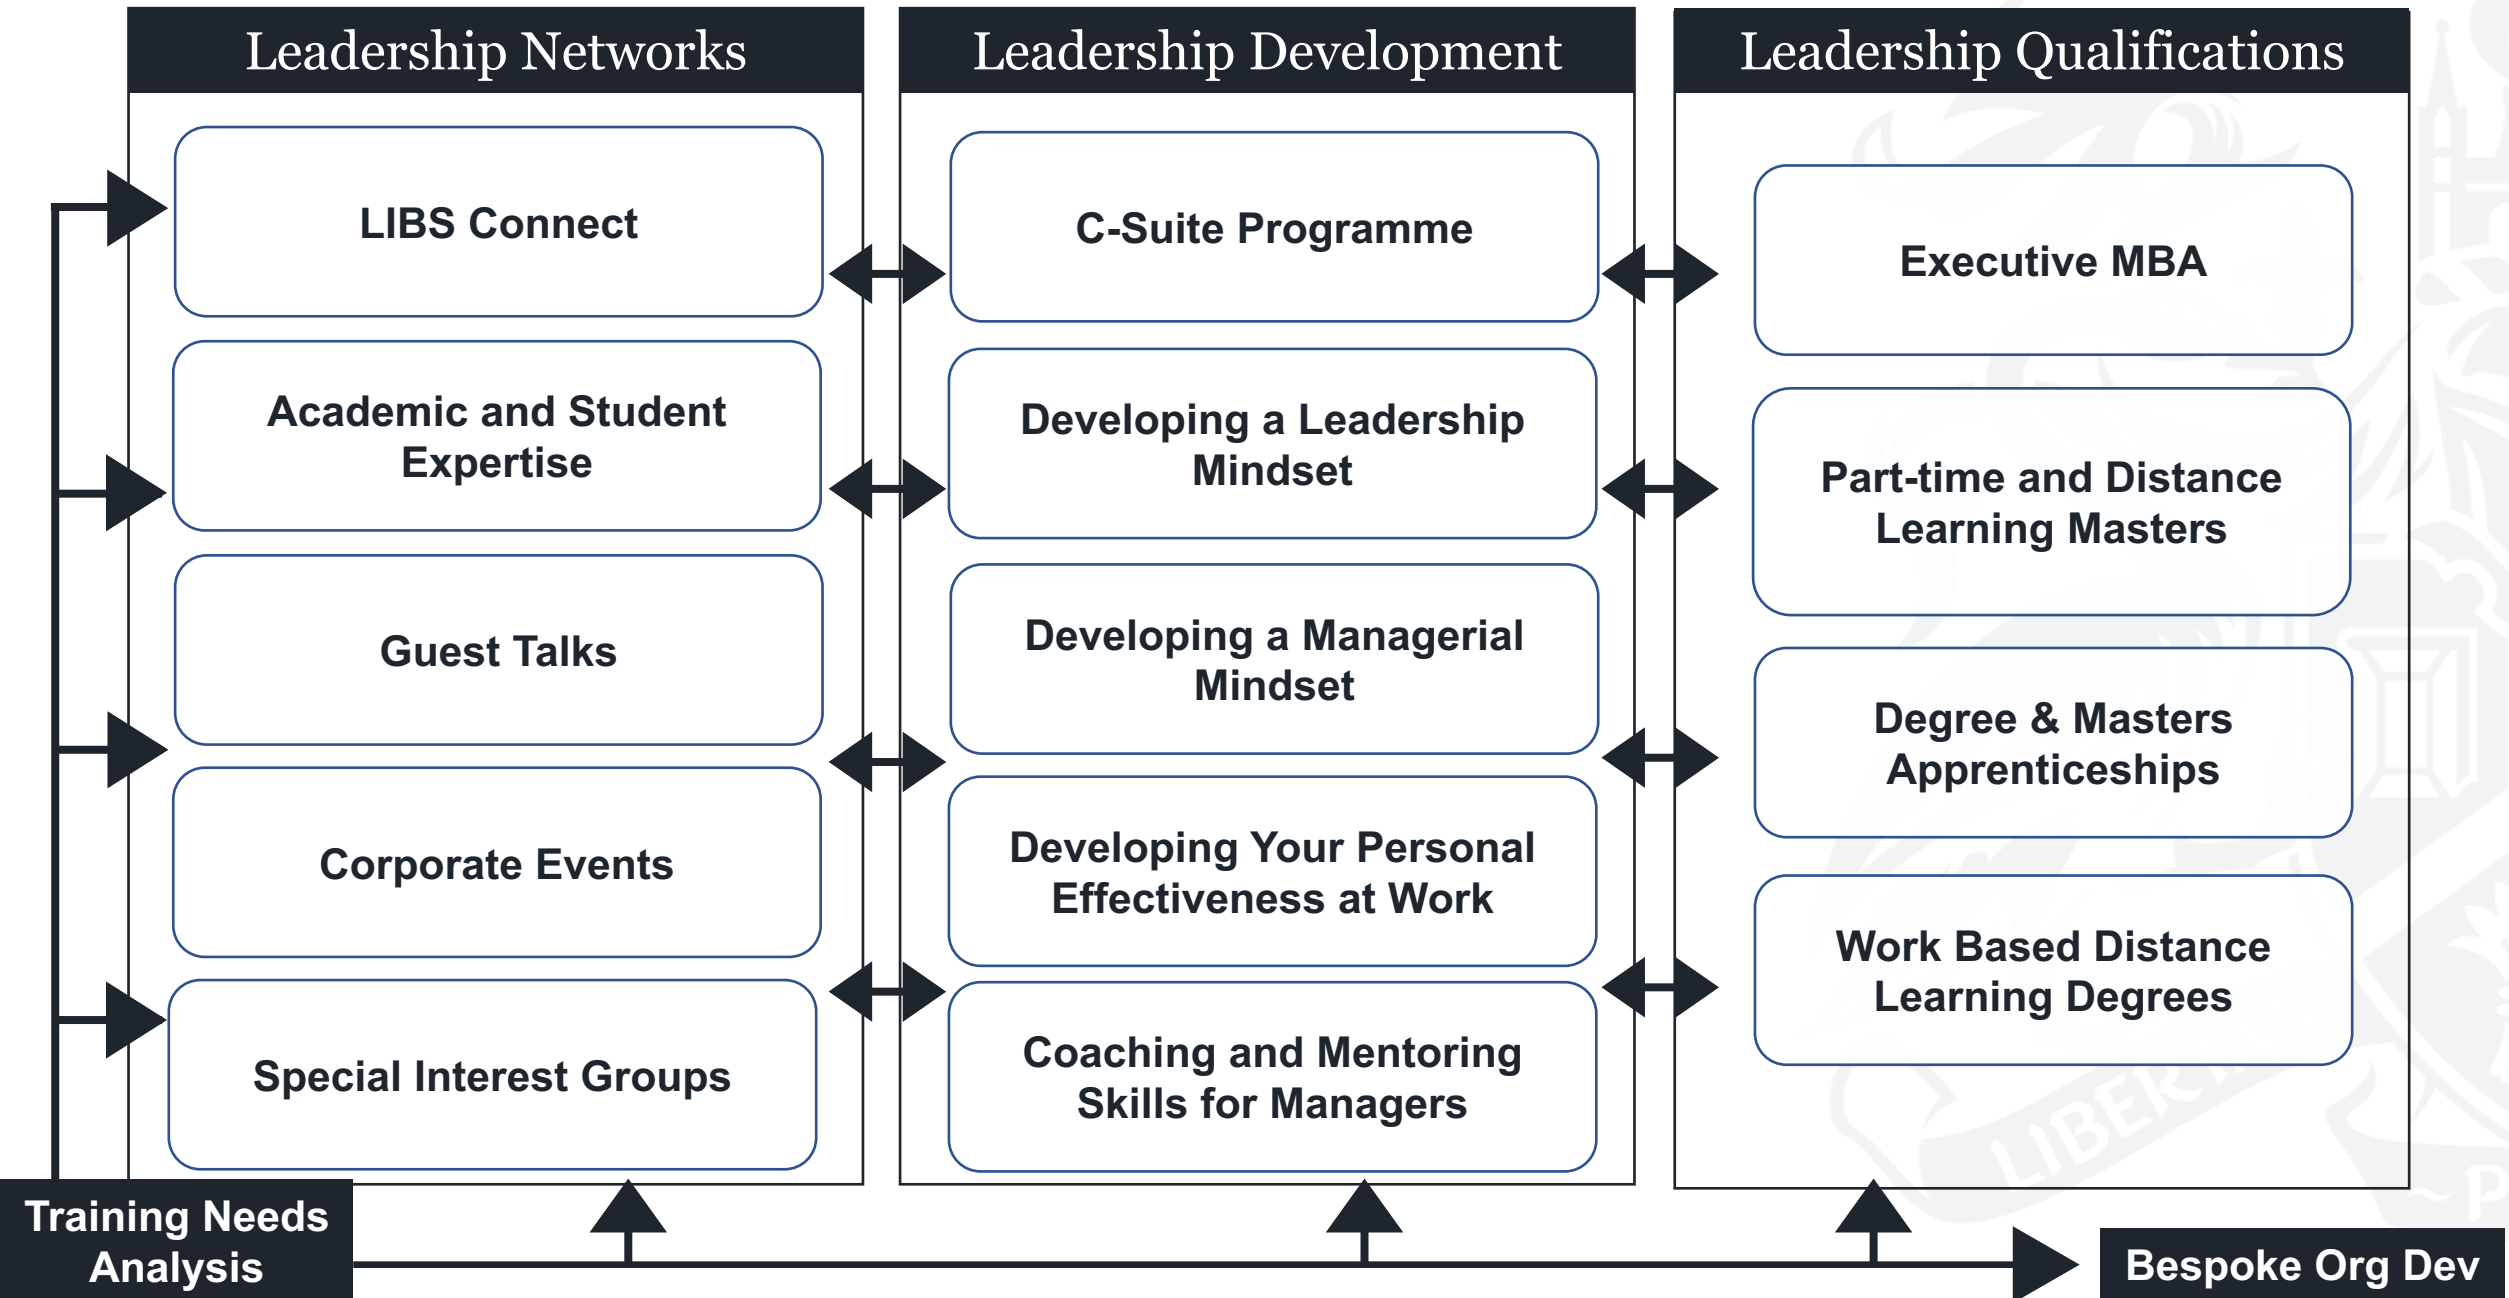 Leadership Networks
LIBS Connect
Academic and Student
Expertise
Guest Talks
Corporate Events
Special Interest Groups
Leadership Development
C-Suite Programme
Developing a Leadership
Mindset
Developing a Managerial
Mindset
Developing Your Personal
Effectiveness at Work
Coaching and Mentoring
Skills for Managers
Leadership Qualifications
Executive MBA
Part-time and Distance
Learning Masters
Degree & Masters
Apprenticeships
Work Based Distance
Learning Degrees
LIBERTAS
Training Needs
Analysis
Bespoke Org Dev